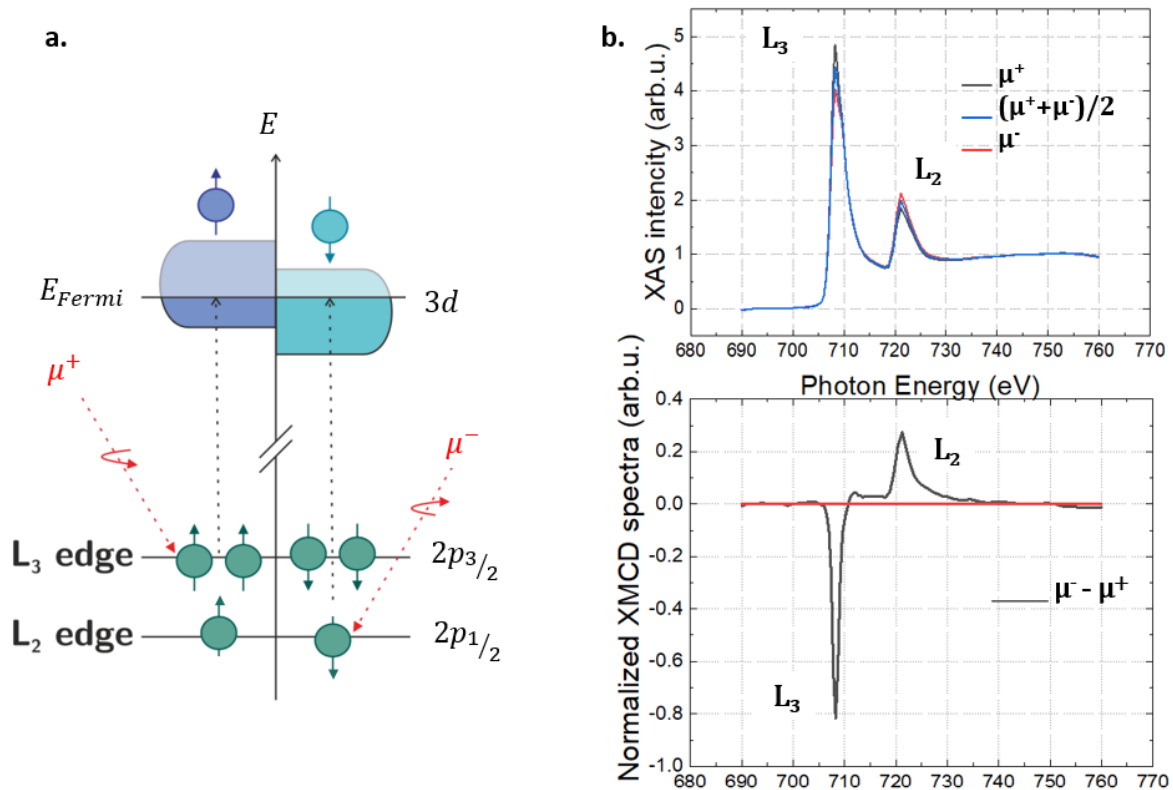 a.
E
E_Fermi
3d
μ⁺
μ⁻
L₃ edge
2p₃/₂
L₂ edge
2p₁/₂
b.
XAS intencity (arb.u.)
5
4
3
2
1
0
L₃
L₂
μ⁺
(μ⁺+μ⁻)/2
μ⁻
680 690 700 710 720 730 740 750 760 770
Photon Energy (eV)
Normalized XMCD spectra (arb.u.)
0.4
0.2
0.0
-0.2
-0.4
-0.6
-0.8
-1.0
L₂
μ⁻ - μ⁺
L₃
680 690 700 710 720 730 740 750 760 770